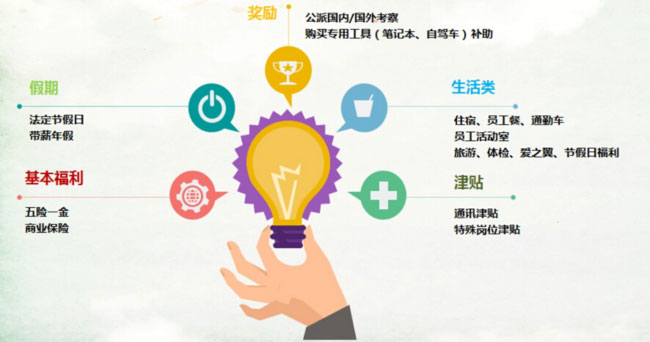 奖励
公派国内/国外考察
购买专用工具（笔记本、自驾车）补助
假期
法定节假日
带薪年假
生活类
住宿、员工餐、通勤车
员工活动室
旅游、体检、爱之翼、节假日福利
基本福利
五险一金
商业保险
津贴
通讯津贴
特殊岗位津贴